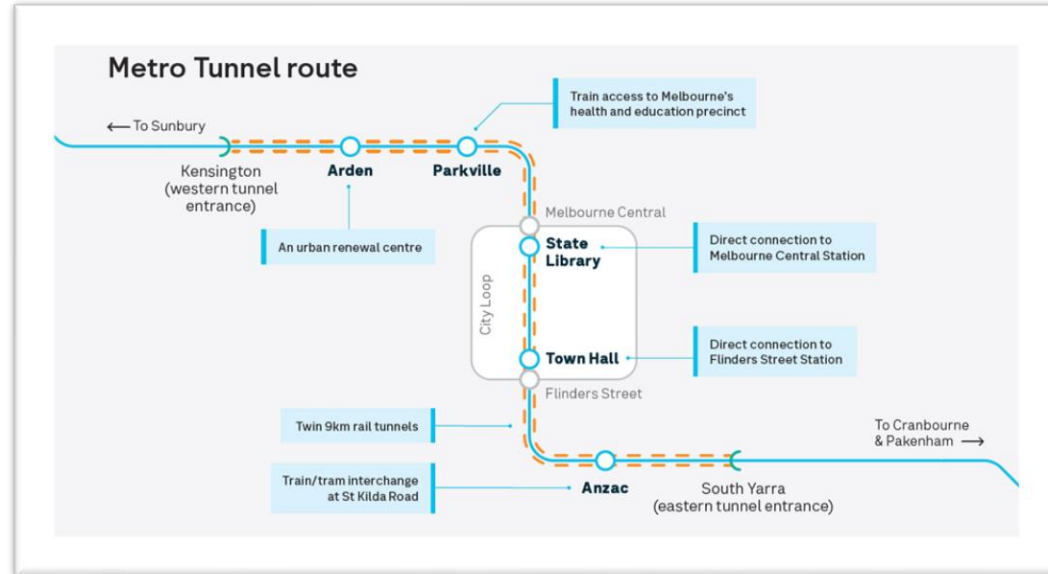 Metro Tunnel route
Train access to Melbourne's
health and education precinct
← To Sunbury
Kensington
(western tunnel
entrance)
Arden
Parkville
An urban renewal centre
Melbourne Central
State
Library
Direct connection to
Melbourne Central Station
City Loop
Town Hall
Direct connection to
Flinders Street Station
Flinders Street
Twin 9km rail tunnels
To Cranbourne
& Pakenham →
Train/tram interchange
at St Kilda Road
Anzac
South Yarra
(eastern tunnel entrance)